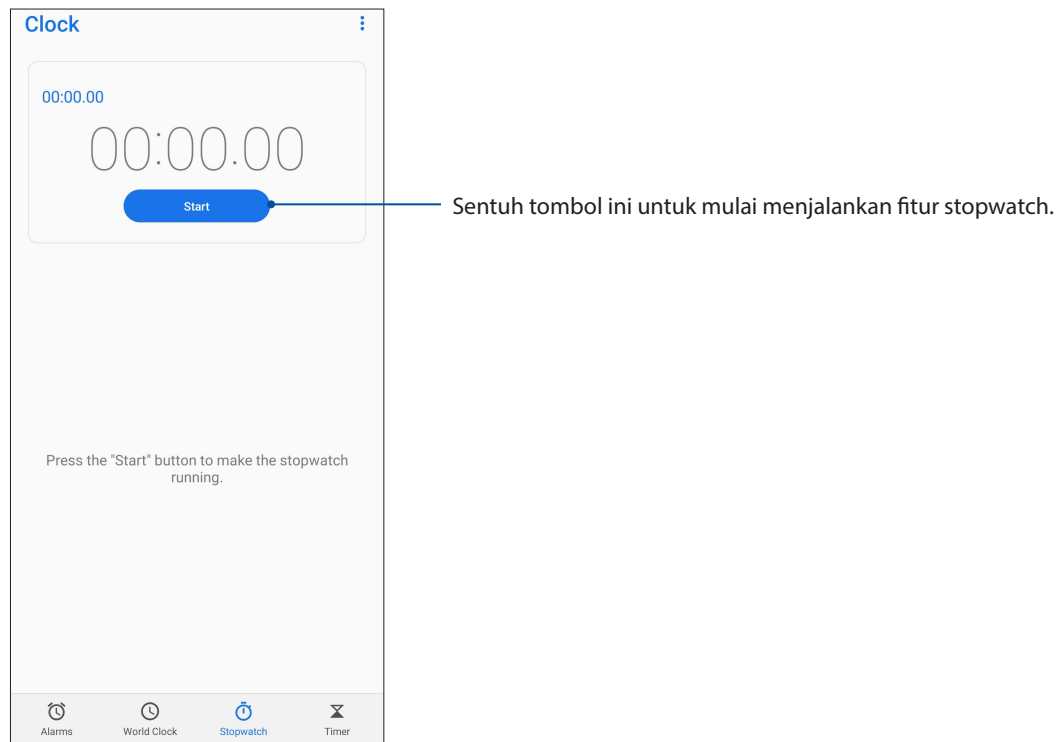 Clock
00:00.00
00:00.00
Start
Sentuh tombol ini untuk mulai menjalankan fitur stopwatch.
Press the "Start" button to make the stopwatch
running.
Alarms World Clock Stopwatch Timer